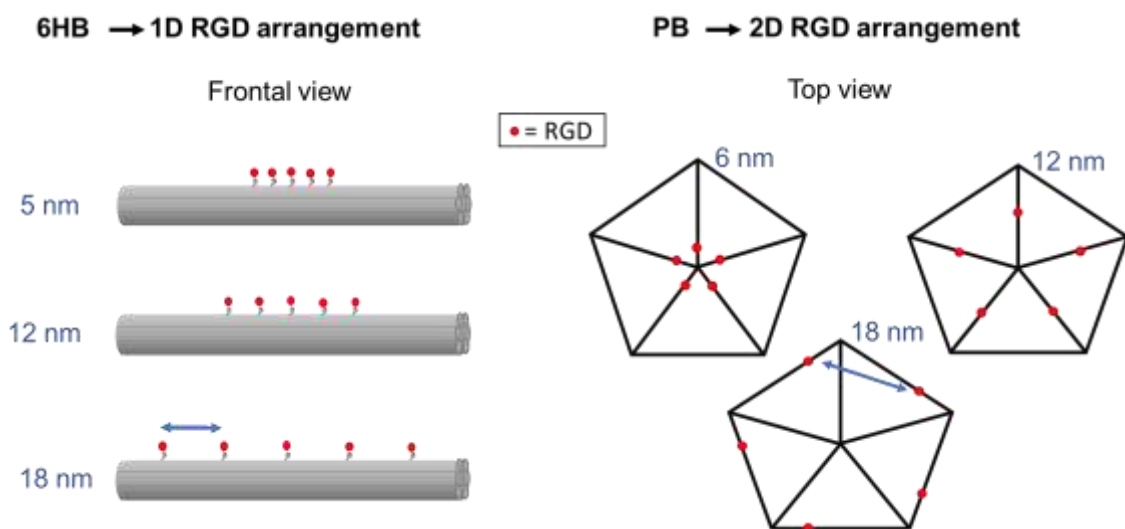 6HB → 1D RGD arrangement
Frontal view
5 nm
12 nm
18 nm
● = RGD
PB → 2D RGD arrangement
Top view
6 nm
12 nm
18 nm